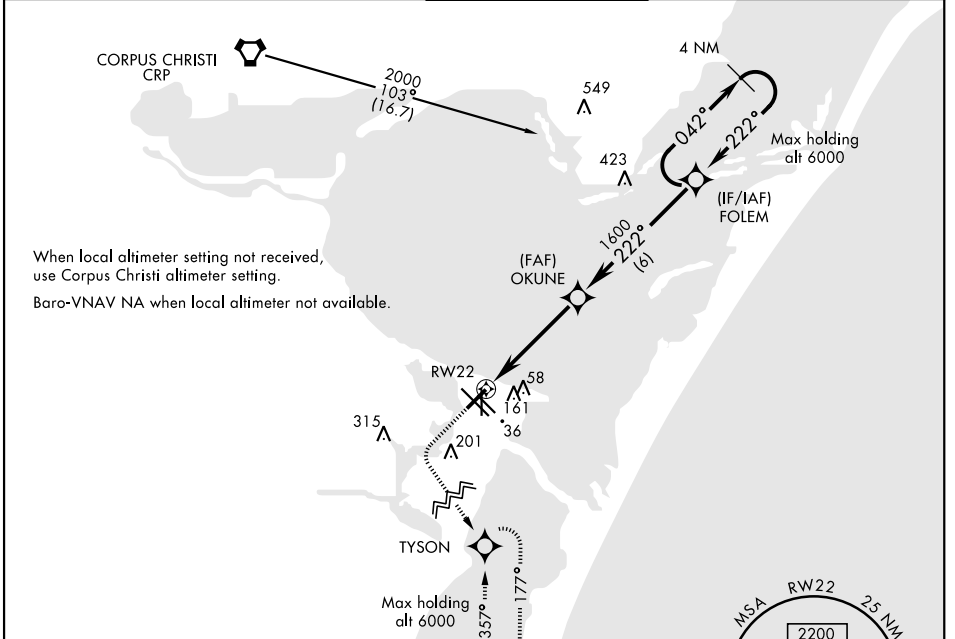 CORPUS CHRISTI
CRP
2000
103°
(16.7)
4 NM
549
042°
222°
Max holding
alt 6000
423
(IF/IAF)
FOLEM
1600
222°
(6)
When local altimeter setting not received,
use Corpus Christi altimeter setting.
Baro-VNAV NA when local altimeter not available.
(FAF)
OKUNE
RW22
58
161
36
315
201
TYSON
Max holding
alt 6000
357°
177°
MSA RW22 25 NM
2200